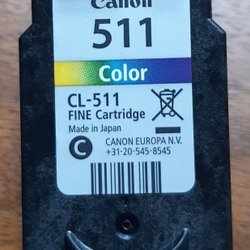 Canon
511
Color
CL-511
FINE Cartridge
Made in Japan
C
CANON EUROPA N.V.
+31-20-545-8545